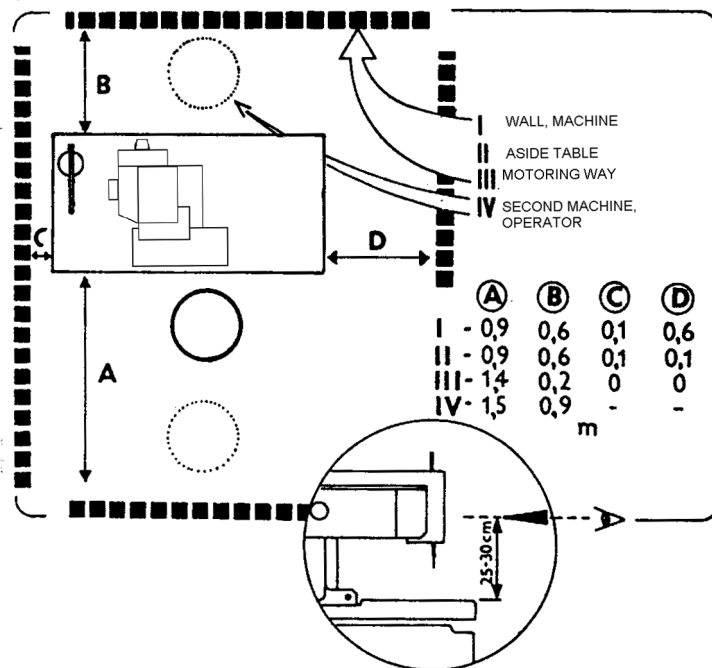 B
I WALL, MACHINE
II ASIDE TABLE
III MOTORING WAY
IV SECOND MACHINE,
OPERATOR
C
D
A
A B C D
I - 0,9 0,6 0,1 0,6
II - 0,9 0,6 0,1 0,1
III - 1,4 0,2 0 0
IV - 1,5 0,9 - -
m
25-30cm